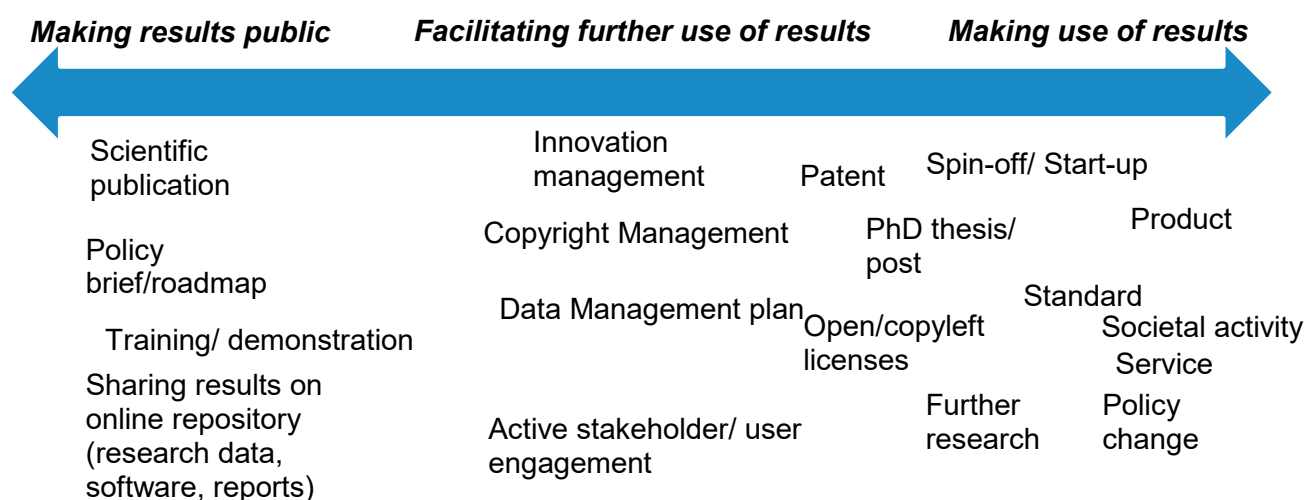 Making results public
Facilitating further use of results
Making use of results
Scientific
publication
Policy
brief/roadmap
Training/ demonstration
Sharing results on
online repository
(research data,
software, reports)
Innovation
management
Copyright Management
Data Management plan
Active stakeholder/ user
engagement
Patent
PhD thesis/
post
Open/copyleft
licenses
Spin-off/ Start-up
Product
Standard
Societal activity
Service
Further
research
Policy
change